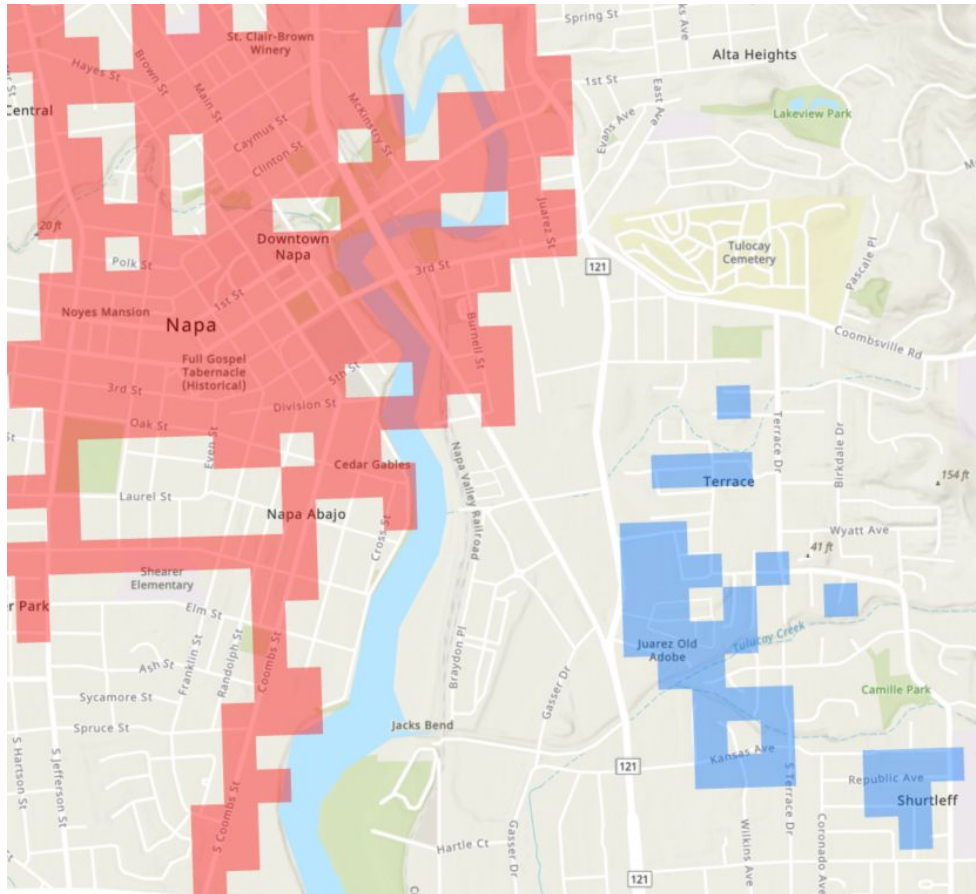 Spring St
ks Ave
St. Clair-Brown
Winery
Alta Heights
Hayes St
Brown St
Main St
1st St
East Ave
Central
McKinstry Sr
Lakeview Park
Caymus St
Evans Ave
Clinton St
Juarez St
20 ft
Downtown
Napa
Tulocay
Cemetery
Pascale Pl
Polk St
3rd St
121
1st St
Noyes Mansion
Napa
Burnell St
Coombsville Rd
Full Gospel
Tabernacle
(Historical)
5th St
3rd St
Division St
Oak St
Even St
Terrace Dr
Birkdale Dr
Cedar Gables
Napa Valley Railroad
Terrace
154 ft
Laurel St
Napa Abajo
Cross St
Wyatt Ave
41 ft
Shearer
Elementary
er Park
Elm St
Tulucay Creek
Juarez Old
Adobe
Franklin St
Randolph St
Coombs St
Braydon Pl
Ash St
Gasser Dr
Camille Park
Sycamore St
Spruce St
Jacks Bend
S Hartson St
S Jefferson St
Kansas Ave
121
S Terrace Dr
Republic Ave
Shurtleff
S Coombs St
Hartle Ct
Gasser Dr
Wilkins Ave
Coronado Ave
121